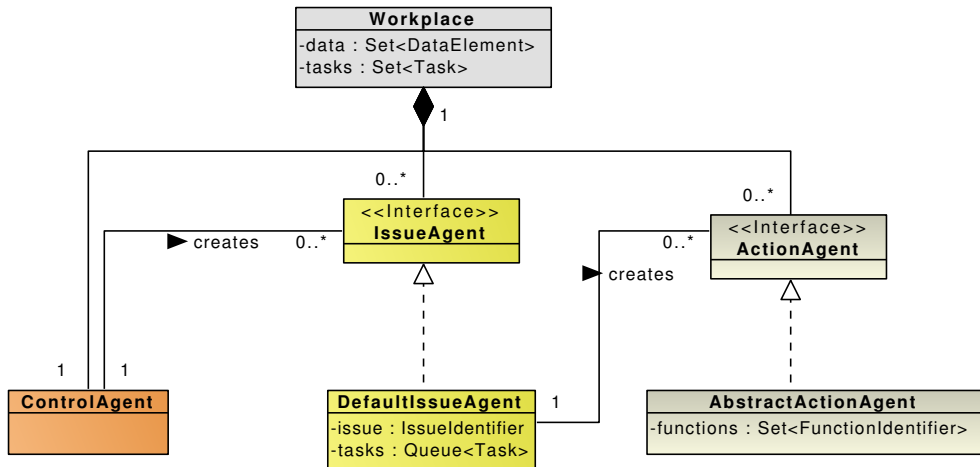 Workplace
-data : Set<DataElement>
-tasks : Set<Task>
1
0..*
0..*
<<Interface>>
IssueAgent
<<Interface>>
ActionAgent
creates
0..*
0..*
creates
1
1
ControlAgent
DefaultIssueAgent
-issue : IssueIdentifier
-tasks : Queue<Task>
1
AbstractActionAgent
-functions : Set<FunctionIdentifier>